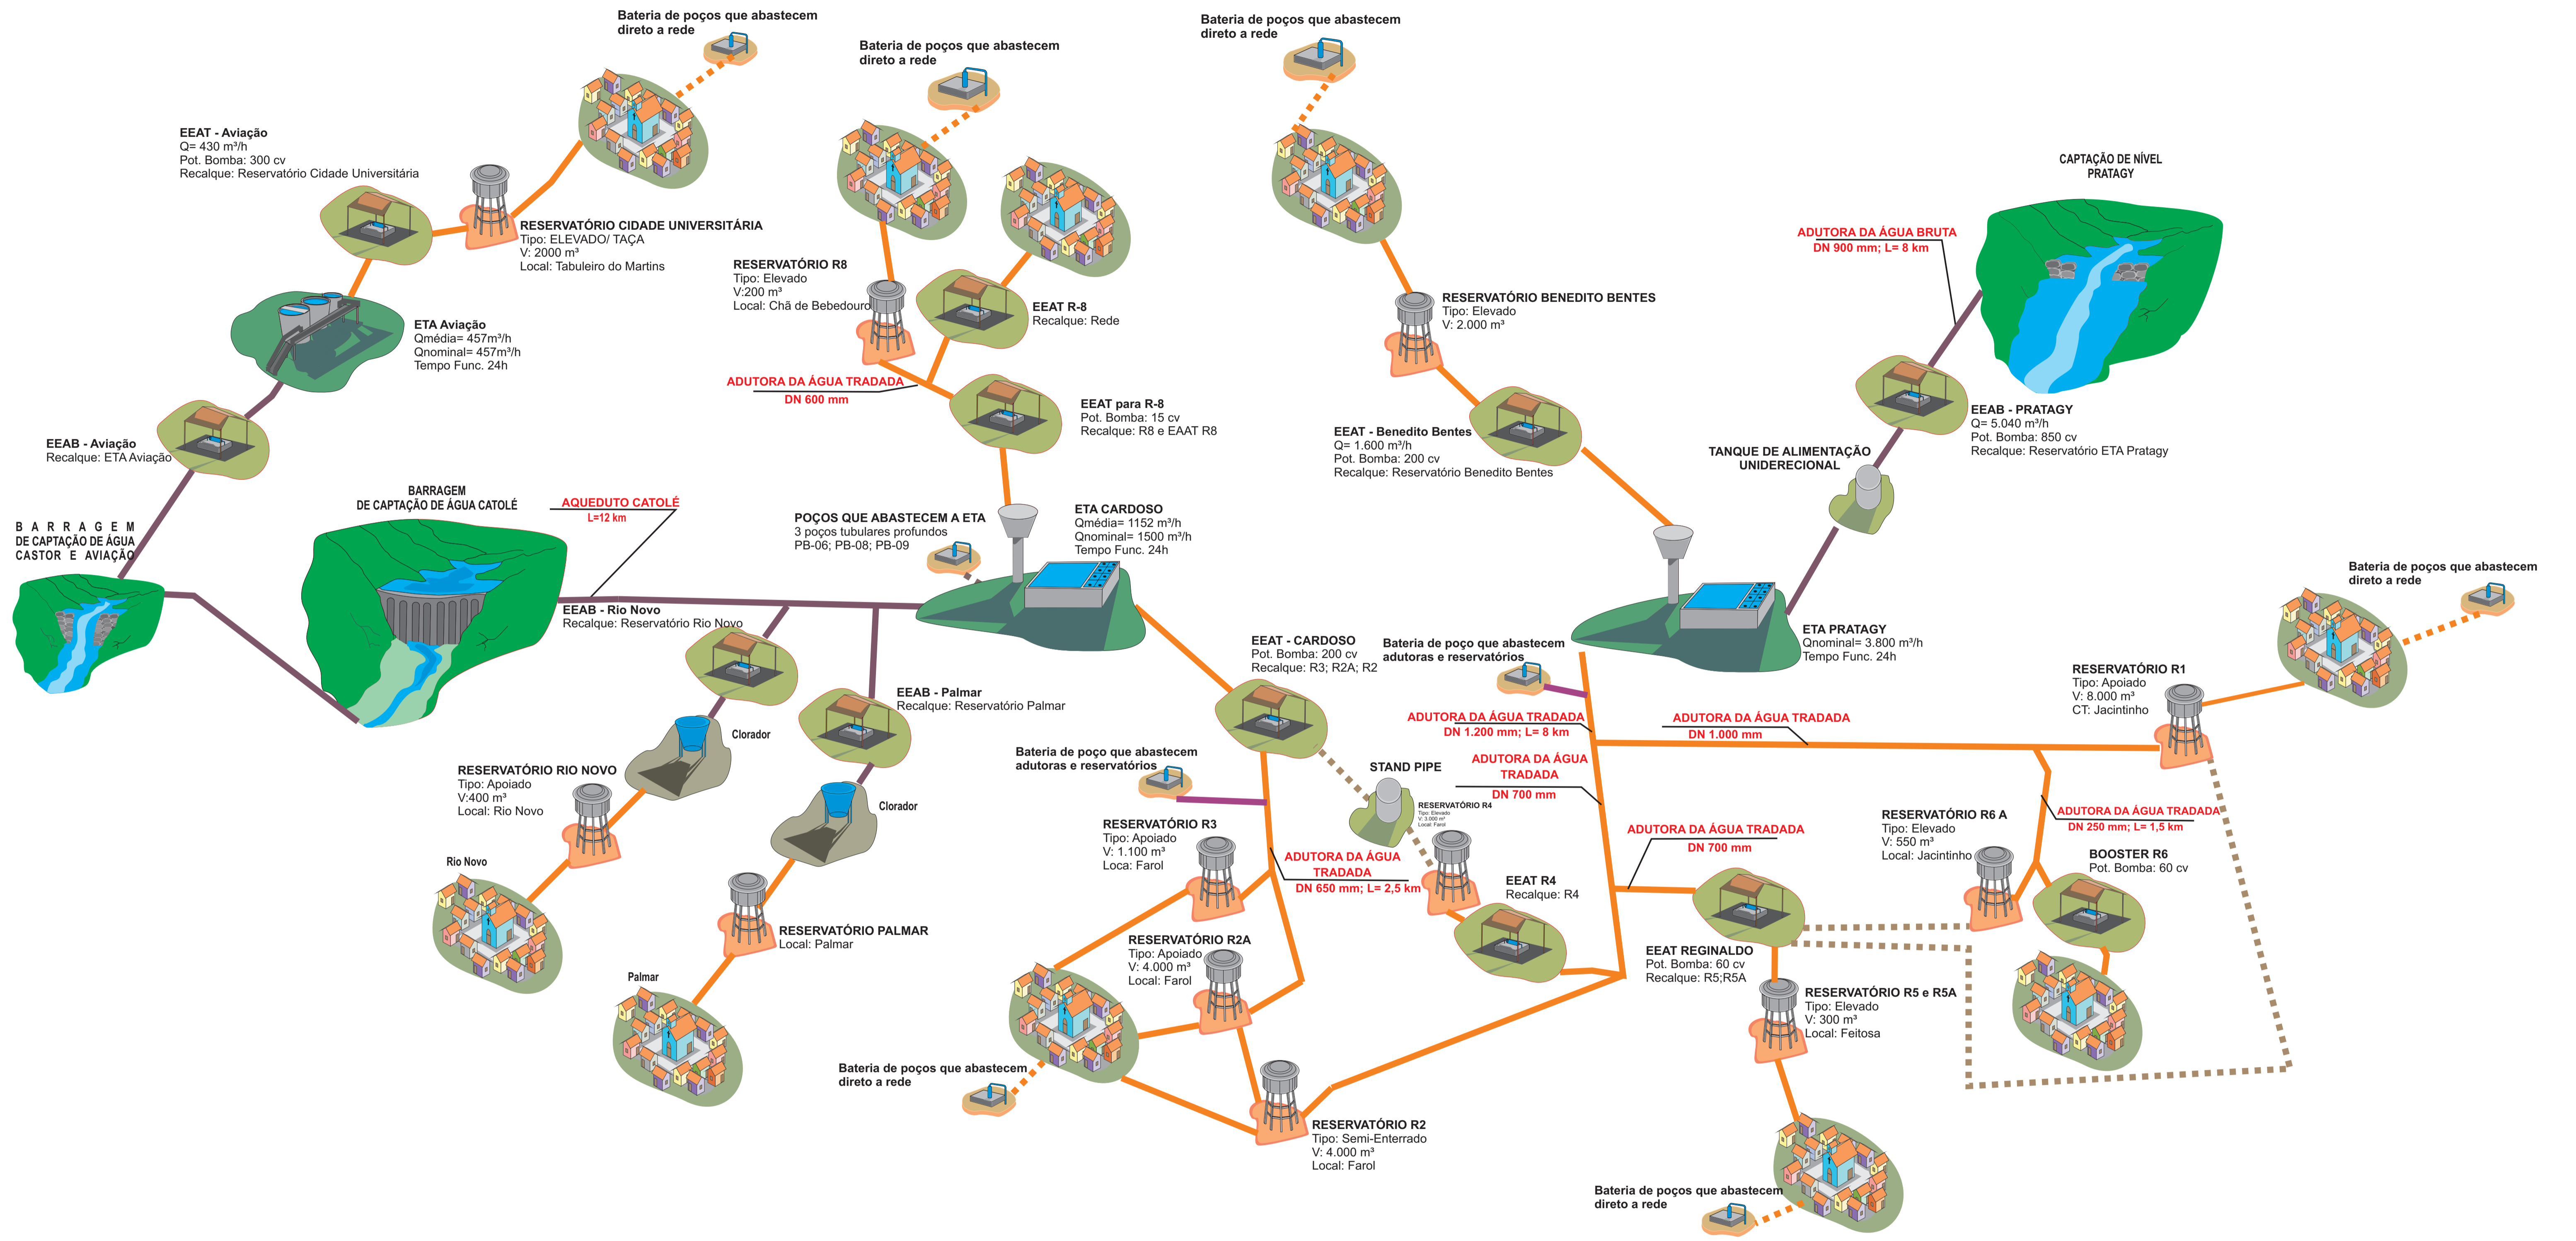 Bateria de poços que abastecem
direto a rede
Bateria de poços que abastecem
direto a rede
Bateria de poços que abastecem
direto a rede
EEAT - Aviação
Q= 430 m³/h
Pot. Bomba: 300 cv
Recalque: Reservatório Cidade Universitária
RESERVATÓRIO CIDADE UNIVERSITÁRIA
Tipo: ELEVADO/ TAÇA
V: 2000 m³
Local: Tabuleiro do Martins
ETA Aviação
Qmédia= 457m³/h
Qnominal= 457m³/h
Tempo Func. 24h
EEAB - Aviação
Recalque: ETA Aviação
B A R R A G E M
DE CAPTAÇÃO DE ÁGUA
CASTOR E AVIAÇÃO
BARRAGEM
DE CAPTAÇÃO DE ÁGUA CATOLÉ
AQUEDUTO CATOLÉ
L=12 km
RESERVATÓRIO R8
Tipo: Elevado
V:200 m³
Local: Chã de Bebedouro
EEAT R-8
Recalque: Rede
ADUTORA DA ÁGUA TRADADA
DN 600 mm
EEAT para R-8
Pot. Bomba: 15 cv
Recalque: R8 e EAAT R8
POÇOS QUE ABASTECEM A ETA
3 poços tubulares profundos
PB-06; PB-08; PB-09
ETA CARDOSO
Qmédia= 1152 m³/h
Qnominal= 1500 m³/h
Tempo Func. 24h
RESERVATÓRIO BENEDITO BENTES
Tipo: Elevado
V: 2.000 m³
EEAT - Benedito Bentes
Q= 1.600 m³/h
Pot. Bomba: 200 cv
Recalque: Reservatório Benedito Bentes
CAPTAÇÃO DE NÍVEL
PRATAGY
ADUTORA DA ÁGUA BRUTA
DN 900 mm; L= 8 km
EEAB - PRATAGY
Q= 5.040 m³/h
Pot. Bomba: 850 cv
Recalque: Reservatório ETA Pratagy
TANQUE DE ALIMENTAÇÃO
UNIDERECIONAL
ETA PRATAGY
Qnominal= 3.800 m³/h
Tempo Func. 24h
EEAB - Rio Novo
Recalque: Reservatório Rio Novo
EEAB - Palmar
Recalque: Reservatório Palmar
Clorador
Clorador
RESERVATÓRIO RIO NOVO
Tipo: Apoiado
V:400 m³
Local: Rio Novo
Rio Novo
RESERVATÓRIO PALMAR
Local: Palmar
Palmar
EEAT - CARDOSO
Pot. Bomba: 200 cv
Recalque: R3; R2A; R2
Bateria de poço que abastecem
adutoras e reservatórios
Bateria de poço que abastecem
adutoras e reservatórios
ADUTORA DA ÁGUA TRADADA
DN 1.200 mm; L= 8 km
ADUTORA DA ÁGUA TRADADA
DN 1.000 mm
ADUTORA DA ÁGUA
TRADADA
DN 700 mm
STAND PIPE
RESERVATÓRIO R4
Tipo: Elevado
V: 3.000 m³
Local: Farol
RESERVATÓRIO R3
Tipo: Apoiado
V: 1.100 m³
Loca: Farol
ADUTORA DA ÁGUA
TRADADA
DN 650 mm; L= 2,5 km
EEAT R4
Recalque: R4
ADUTORA DA ÁGUA TRADADA
DN 700 mm
RESERVATÓRIO R2A
Tipo: Apoiado
V: 4.000 m³
Local: Farol
EEAT REGINALDO
Pot. Bomba: 60 cv
Recalque: R5;R5A
RESERVATÓRIO R5 e R5A
Tipo: Elevado
V: 300 m³
Local: Feitosa
RESERVATÓRIO R6 A
Tipo: Elevado
V: 550 m³
Local: Jacintinho
ADUTORA DA ÁGUA TRADADA
DN 250 mm; L= 1,5 km
BOOSTER R6
Pot. Bomba: 60 cv
RESERVATÓRIO R1
Tipo: Apoiado
V: 8.000 m³
CT: Jacintinho
Bateria de poços que abastecem
direto a rede
Bateria de poços que abastecem
direto a rede
RESERVATÓRIO R2
Tipo: Semi-Enterrado
V: 4.000 m³
Local: Farol
Bateria de poços que abastecem
direto a rede